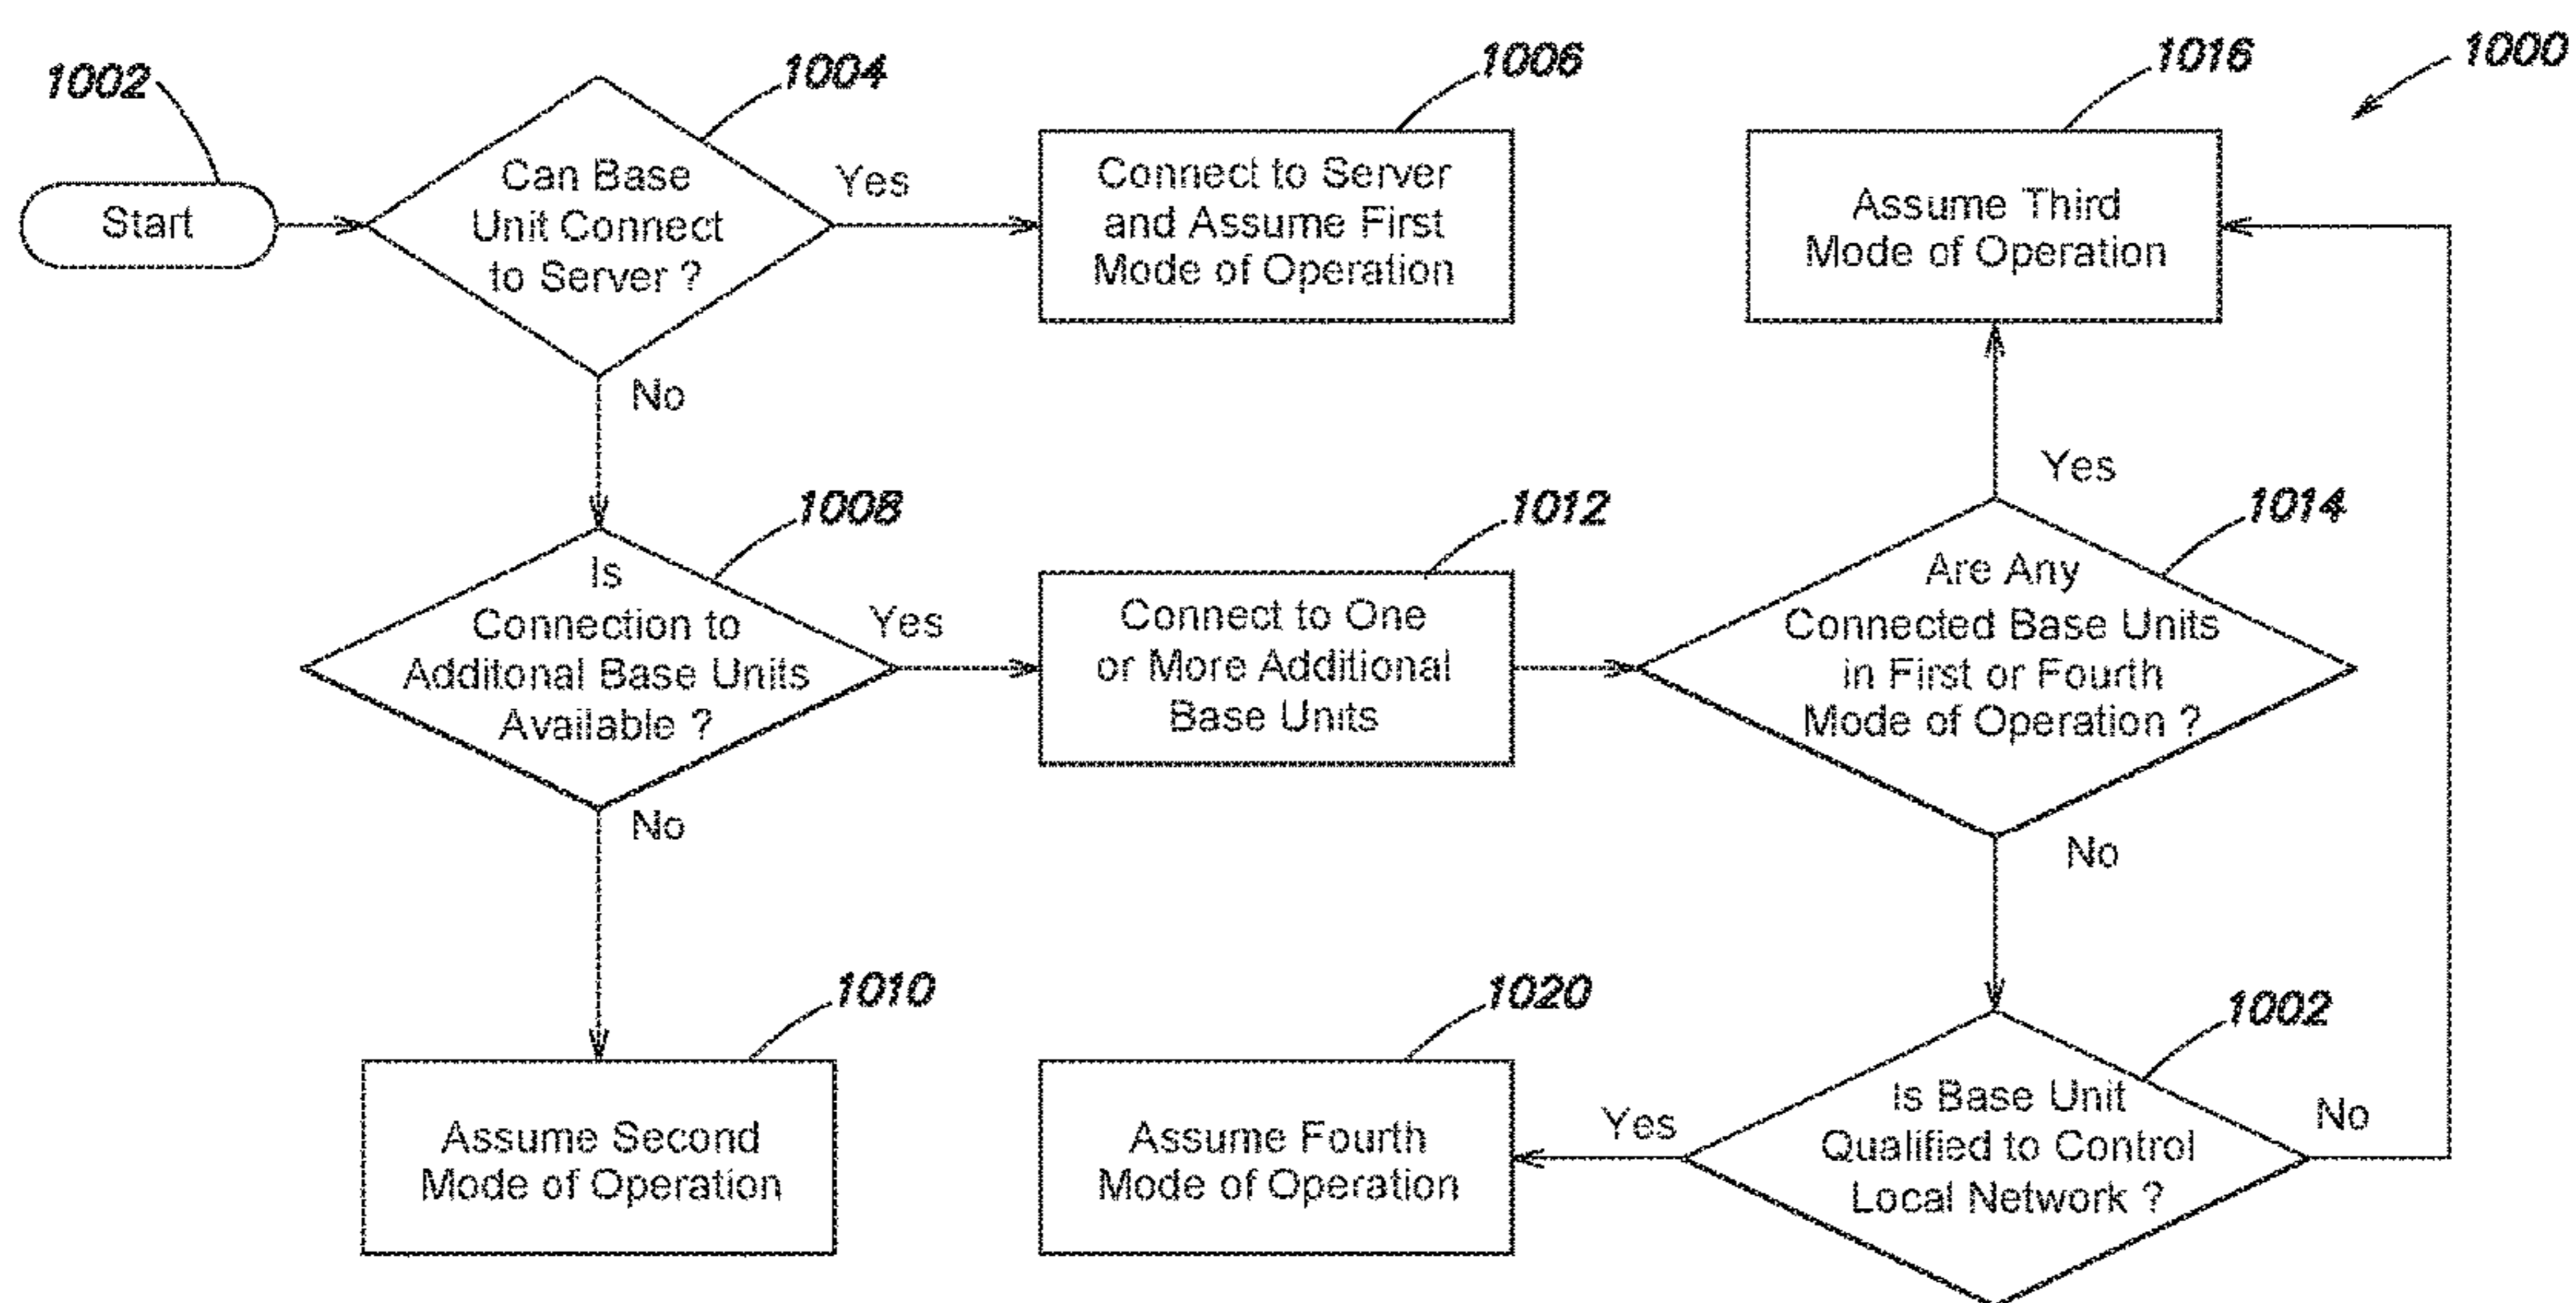 1002
1004
1006
1016
1000
Start
Can Base
Unit Connect
to Server ?
Yes
Connect to Server
and Assume First
Mode of Operation
Assume Third
Mode of Operation
No
Yes
1008
1012
1014
Is
Connection to
Additonal Base Units
Available ?
Yes
Connect to One
or More Additional
Base Units
Are Any
Connected Base Units
in First or Fourth
Mode of Operation ?
No
No
1010
1020
1002
Assume Second
Mode of Operation
Assume Fourth
Mode of Operation
Yes
Is Base Unit
Qualified to Control
Local Network ?
No